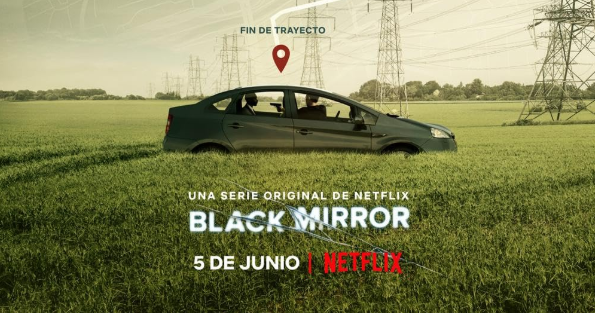 FIN DE TRAYECTO
UNA SERIE ORIGINAL DE NETFLIX
BLACK MIRROR
5 DE JUNIO | NETFLIX